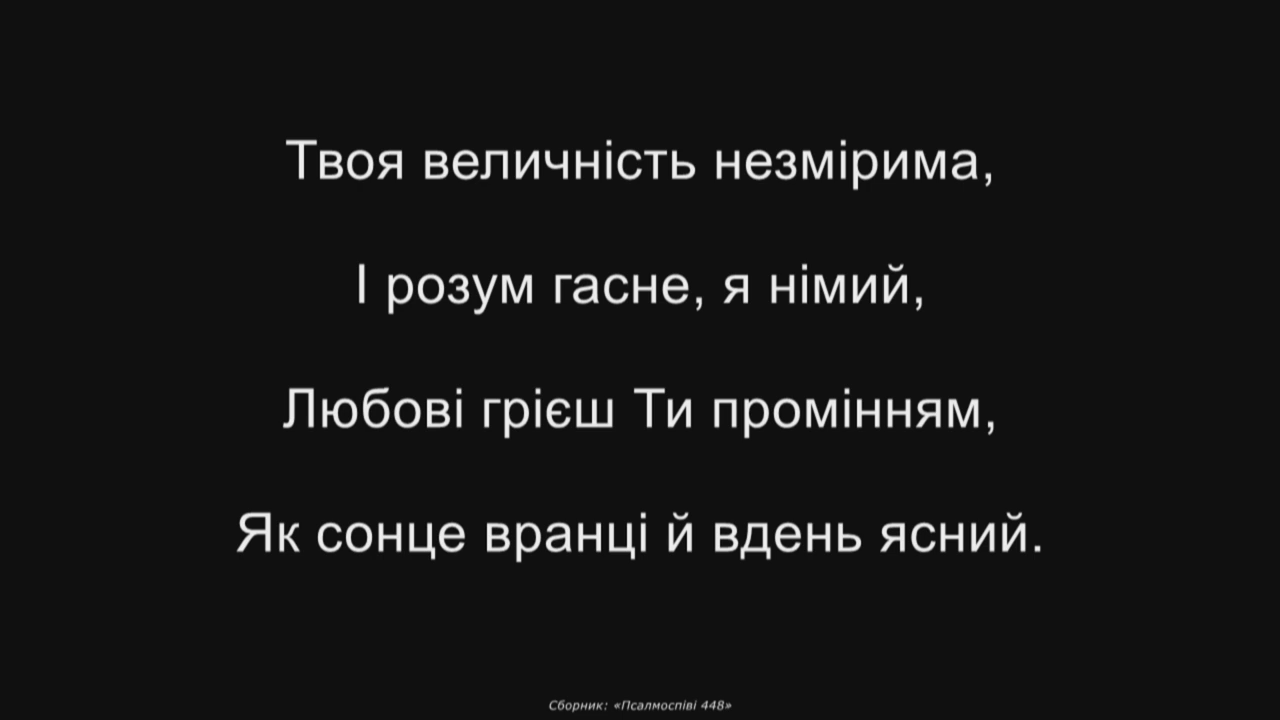 Твоя величність незмірима,
І розум гасне, я німий,
Любові грієш Ти промінням,
Як сонце вранці й вдень ясний.
Сборник: «Псалмоспіві 448»